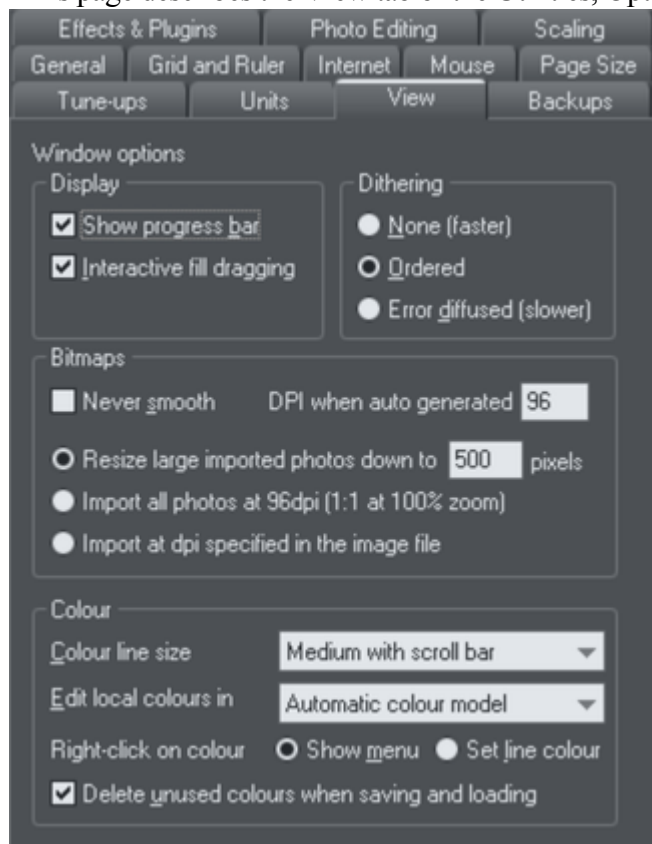 Effects & Plugins Photo Editing Scaling
General Grid and Ruler Internet Mouse Page Size
Tune-ups Units View Backups
Window options
Display
Show progress bar
Interactive fill dragging
Dithering
None (faster)
Ordered
Error diffused (slower)
Bitmaps
Never smooth DPI when auto generated 96
Resize large imported photos down to 500 pixels
Import all photos at 96dpi (1:1 at 100% zoom)
Import at dpi specified in the image file
Colour
Colour line size Medium with scroll bar
Edit local colours in Automatic colour model
Right-click on colour Show menu Set line colour
Delete unused colours when saving and loading